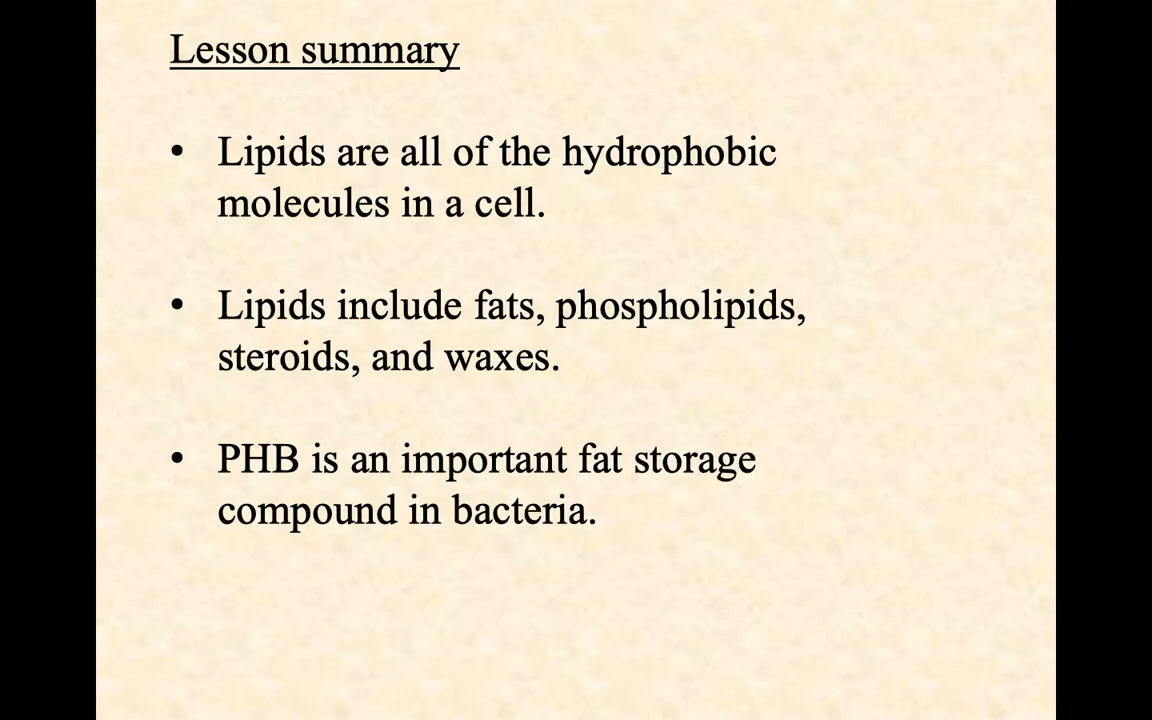 Lesson summary
• Lipids are all of the hydrophobic
molecules in a cell.
• Lipids include fats, phospholipids,
steroids, and waxes.
• PHB is an important fat storage
compound in bacteria.